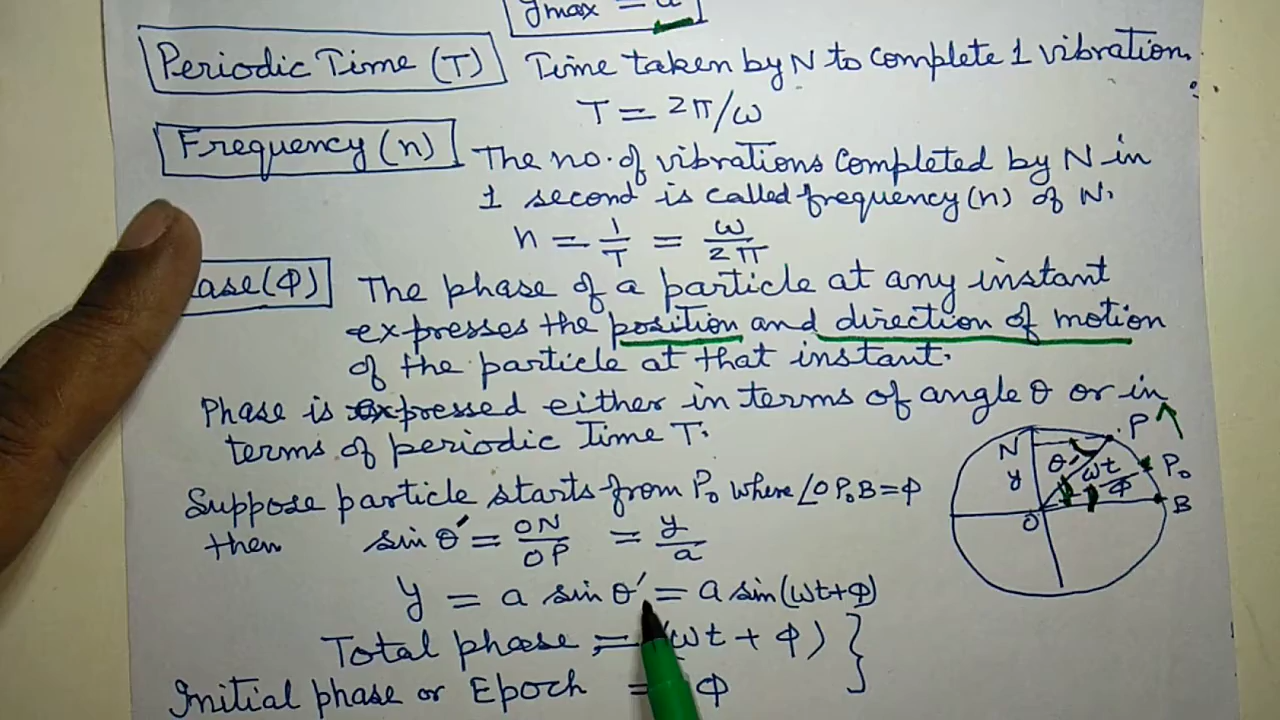 ymax = a
Periodic Time (T) Time taken by N to complete 1 vibration.
T = 2π/ω
Frequency (n) The no. of vibrations completed by N in
1 second is called frequency (n) of N.
n = 1/T = ω/2π
ase (Φ) The phase of a particle at any instant
expresses the position and direction of motion
of the particle at that instant.
Phase is expressed either in terms of angle θ or in
terms of periodic Time T.
Suppose particle starts from P₀ where ∠OP₀B = Φ
then sin θ' = ON/OP = y/a
y = a sin θ' = a sin (ωt + Φ)
Total phase = (ωt + Φ) }
Initial phase or Epoch = Φ
P
N
θ'
ωt
P₀
y
Φ
B
O